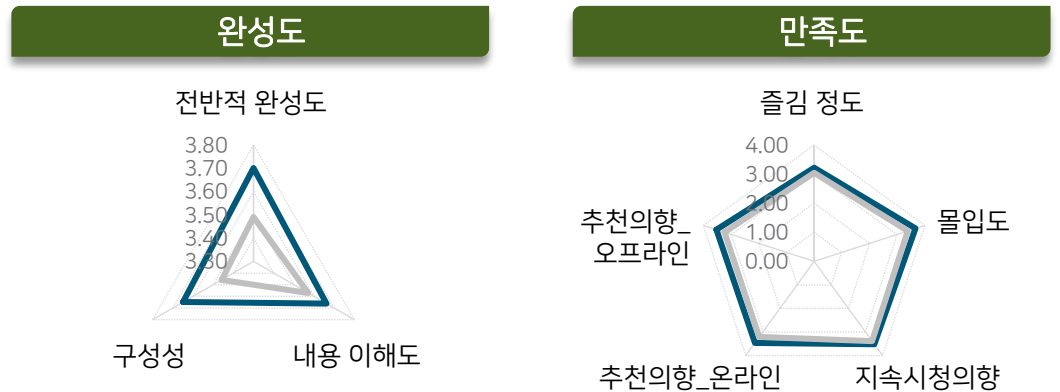 완성도
만족도
전반적 완성도
3.80
3.70
3.60
3.50
3.40
3.30
구성성
내용 이해도
즐김 정도
4.00
3.00
2.00
1.00
0.00
추천의향_
오프라인
몰입도
추천의향_온라인
지속시청의향